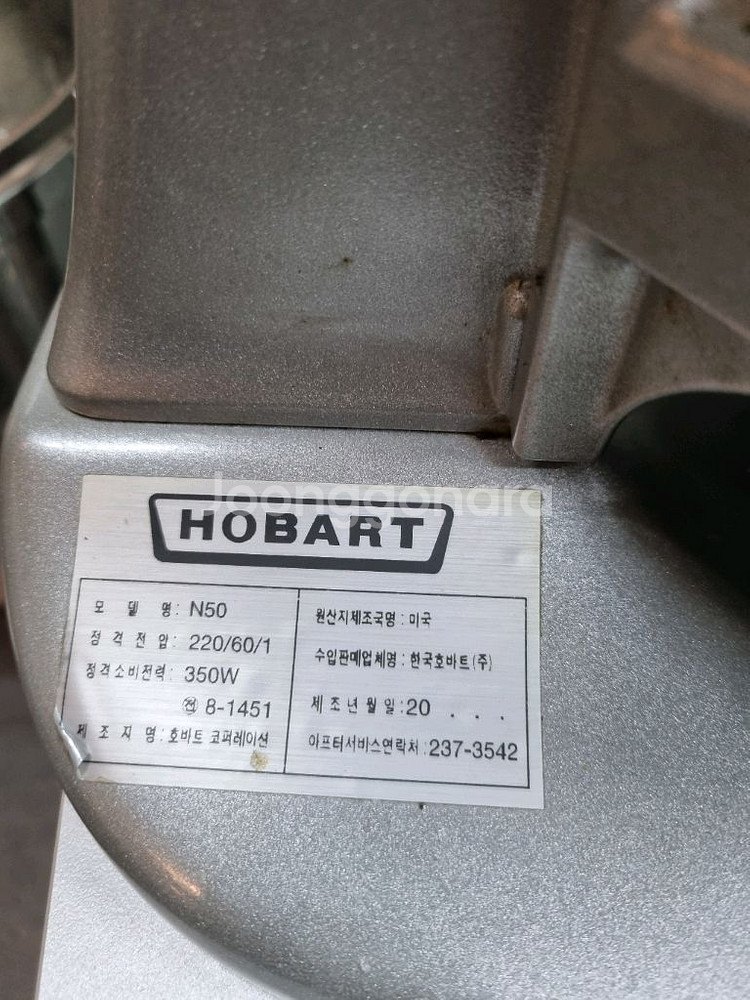 Joonggonara
HOBART
모델명: N50
정격전압: 220/60/1
정격소비전력: 350W
㉠ 8-1451
제조자명: 호바트 코퍼레이션
원산지제조국명: 미국
수입판매업체명: 한국호바트(주)
제조년월일: 20 . . .
아프터서비스연락처: 237-3542